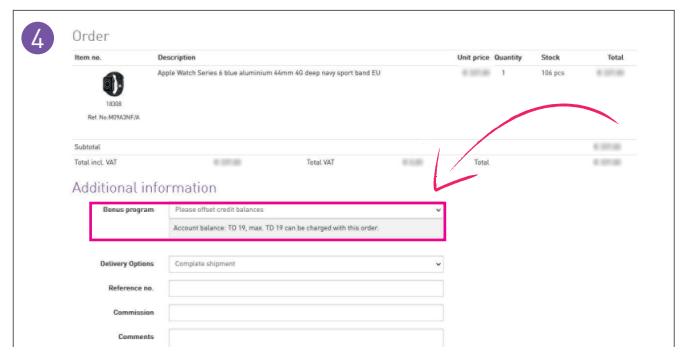 4
Order
Item no. Description Unit price Quantity Stock Total
Apple Watch Series 6 blue aluminium 44mm 4G deep navy sport band EU 1 106 pcs
18308
Ref. No:M09A3NF/A
Subtotal
Total incl. VAT Total VAT Total
Additional information
Bonus program Please offset credit balances
Account balance: TD 19, max. TD 19 can be charged with this order.
Delivery Options Complete shipment
Reference no.
Commission
Comments